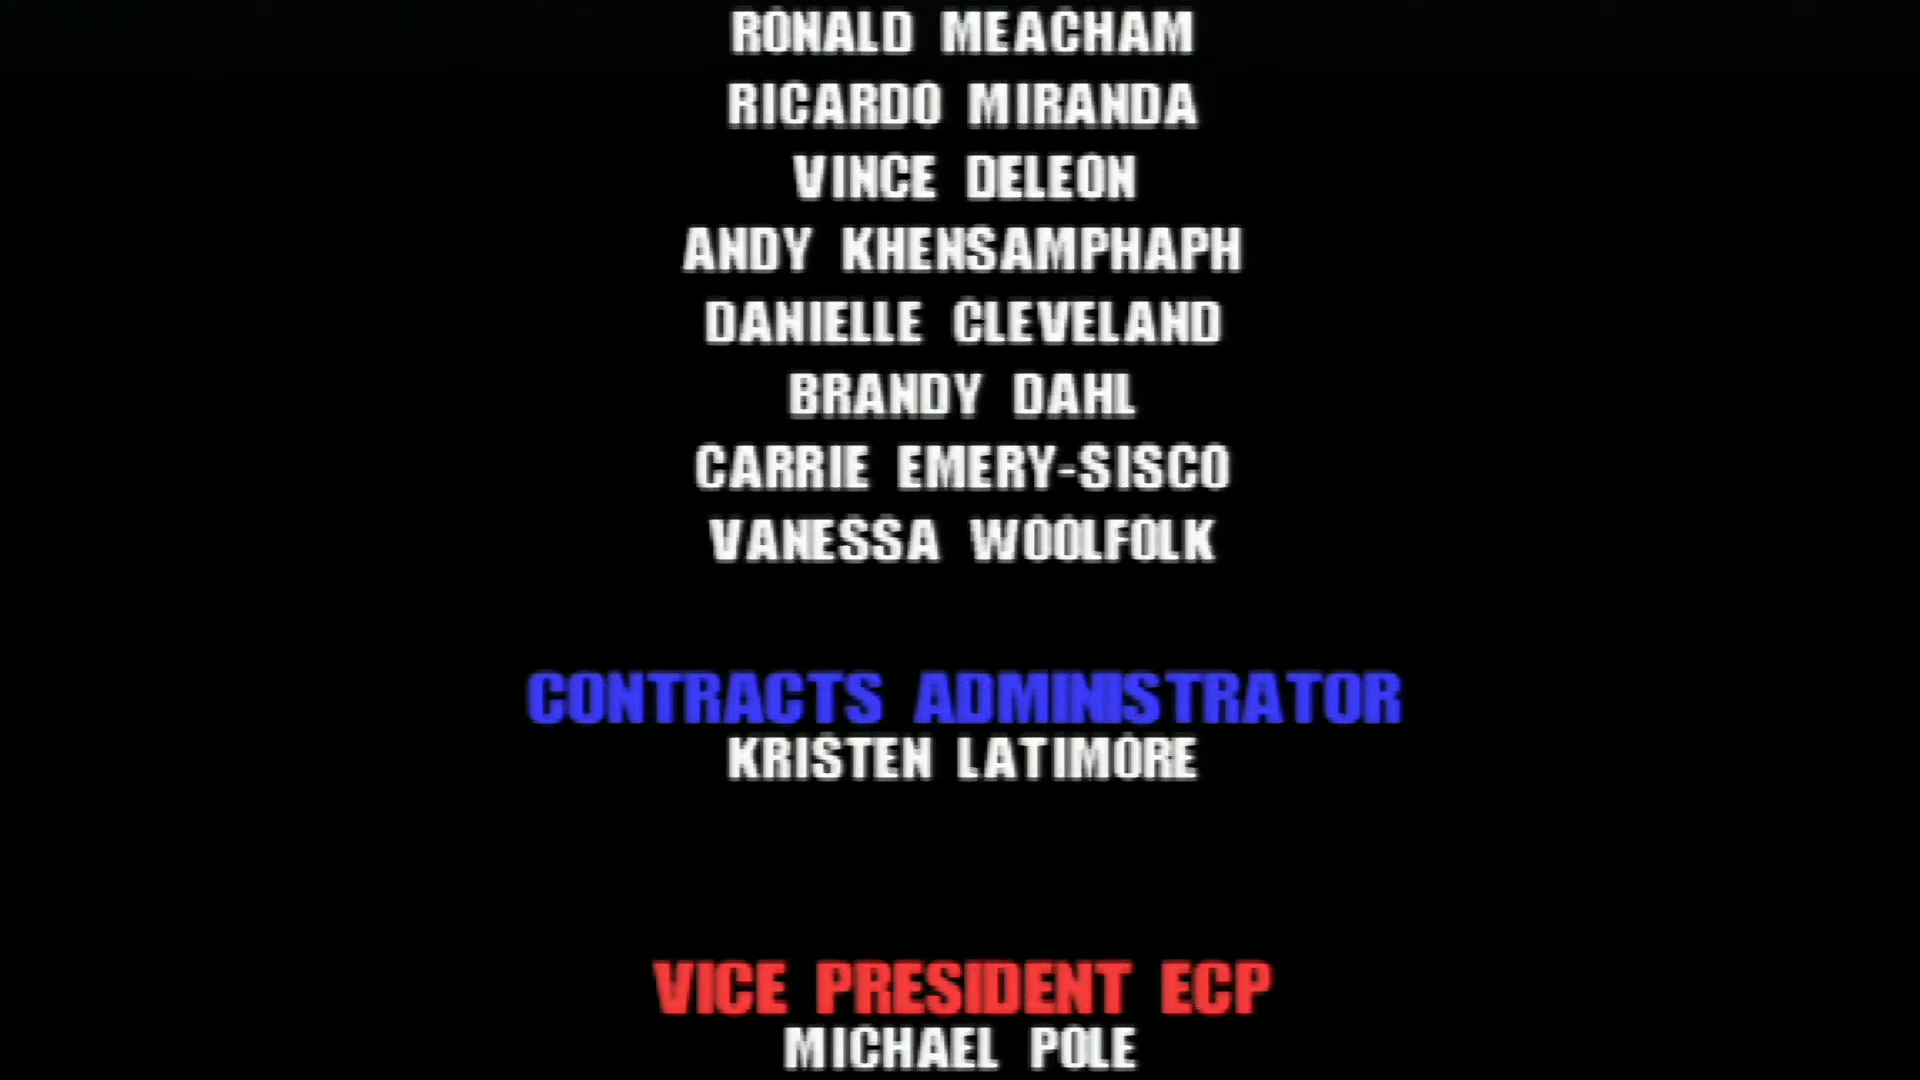 RONALD MEACHAM
RICARDO MIRANDA
VINCE DELEON
ANDY KHENSAMPHAPH
DANIELLE CLEVELAND
BRANDY DAHL
CARRIE EMERY-SISCO
VANESSA WOOLFOLK
CONTRACTS ADMINISTRATOR
KRISTEN LATIMORE
VICE PRESIDENT ECP
MICHAEL POLE